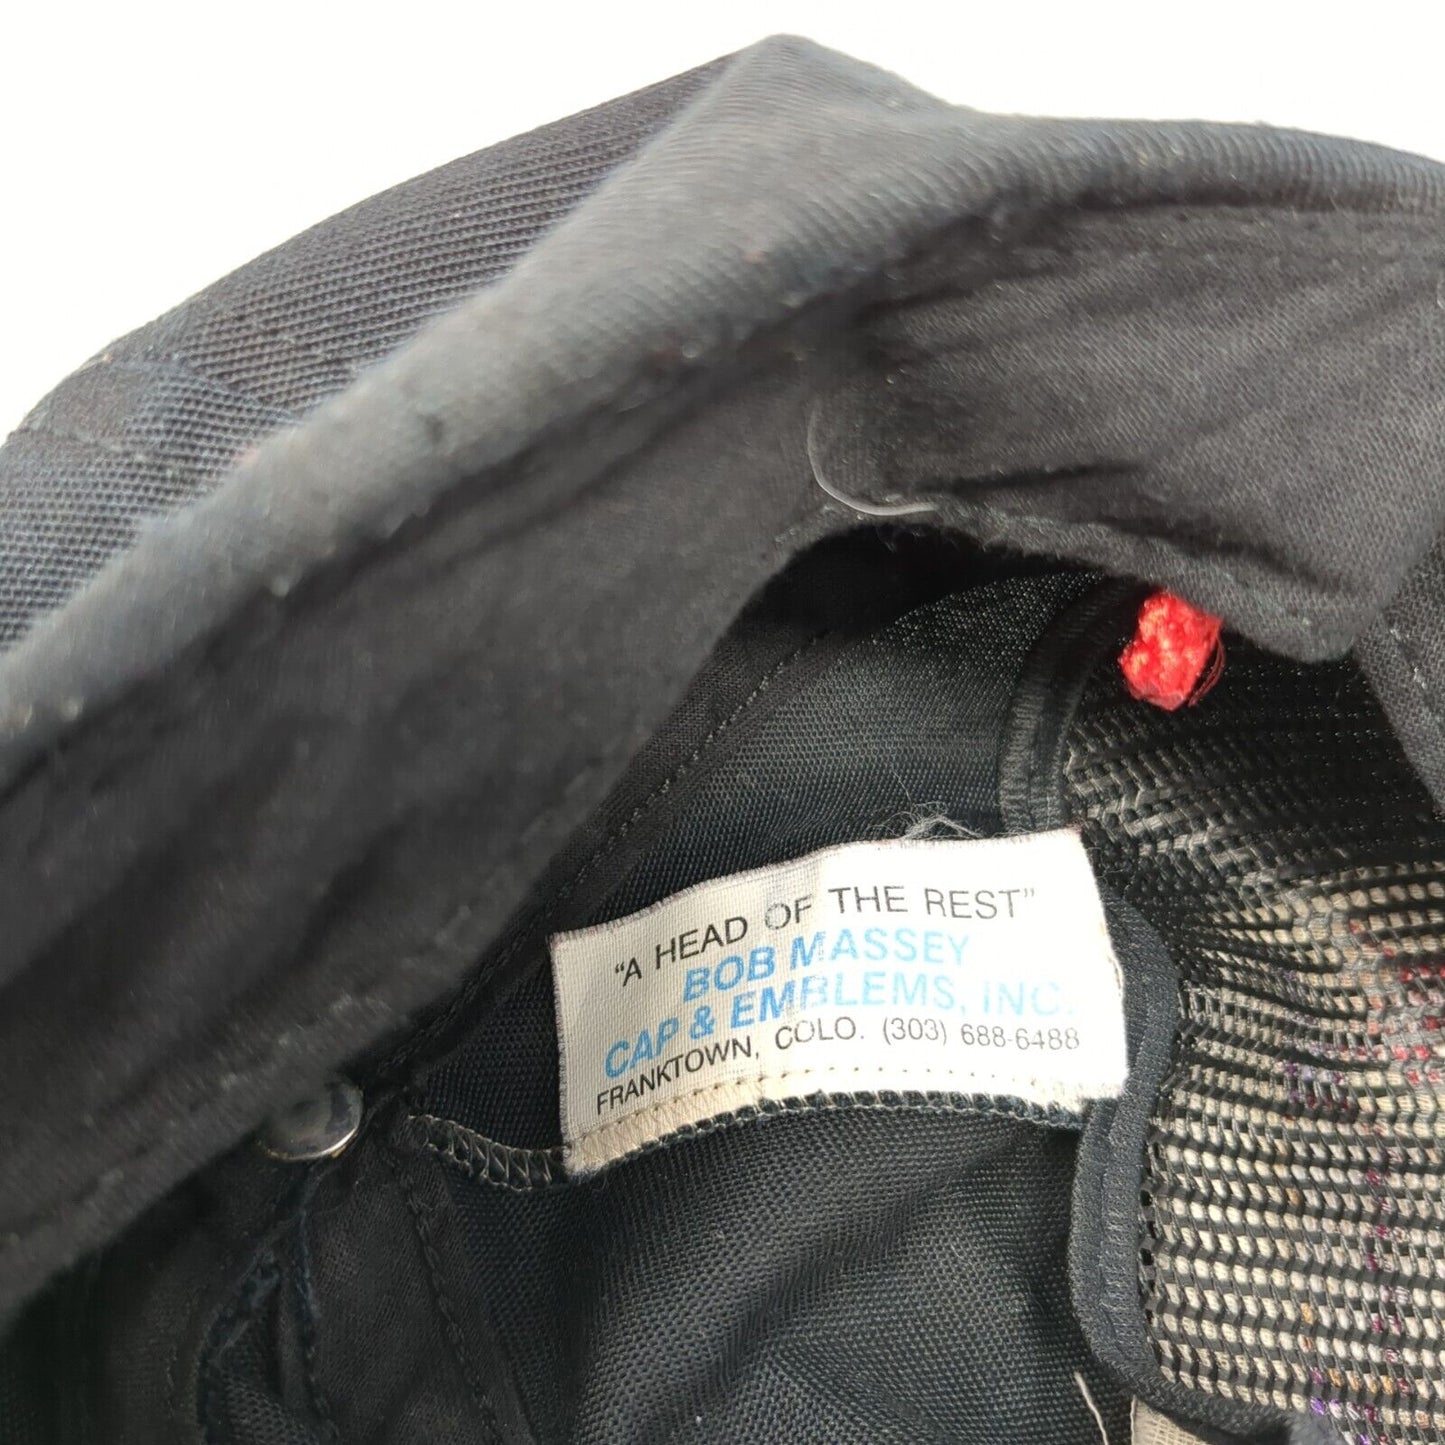 "A HEAD OF THE REST"
BOB MASSEY
CAP & EMBLEMS, INC.
FRANKTOWN, COLO. (303) 688-6488